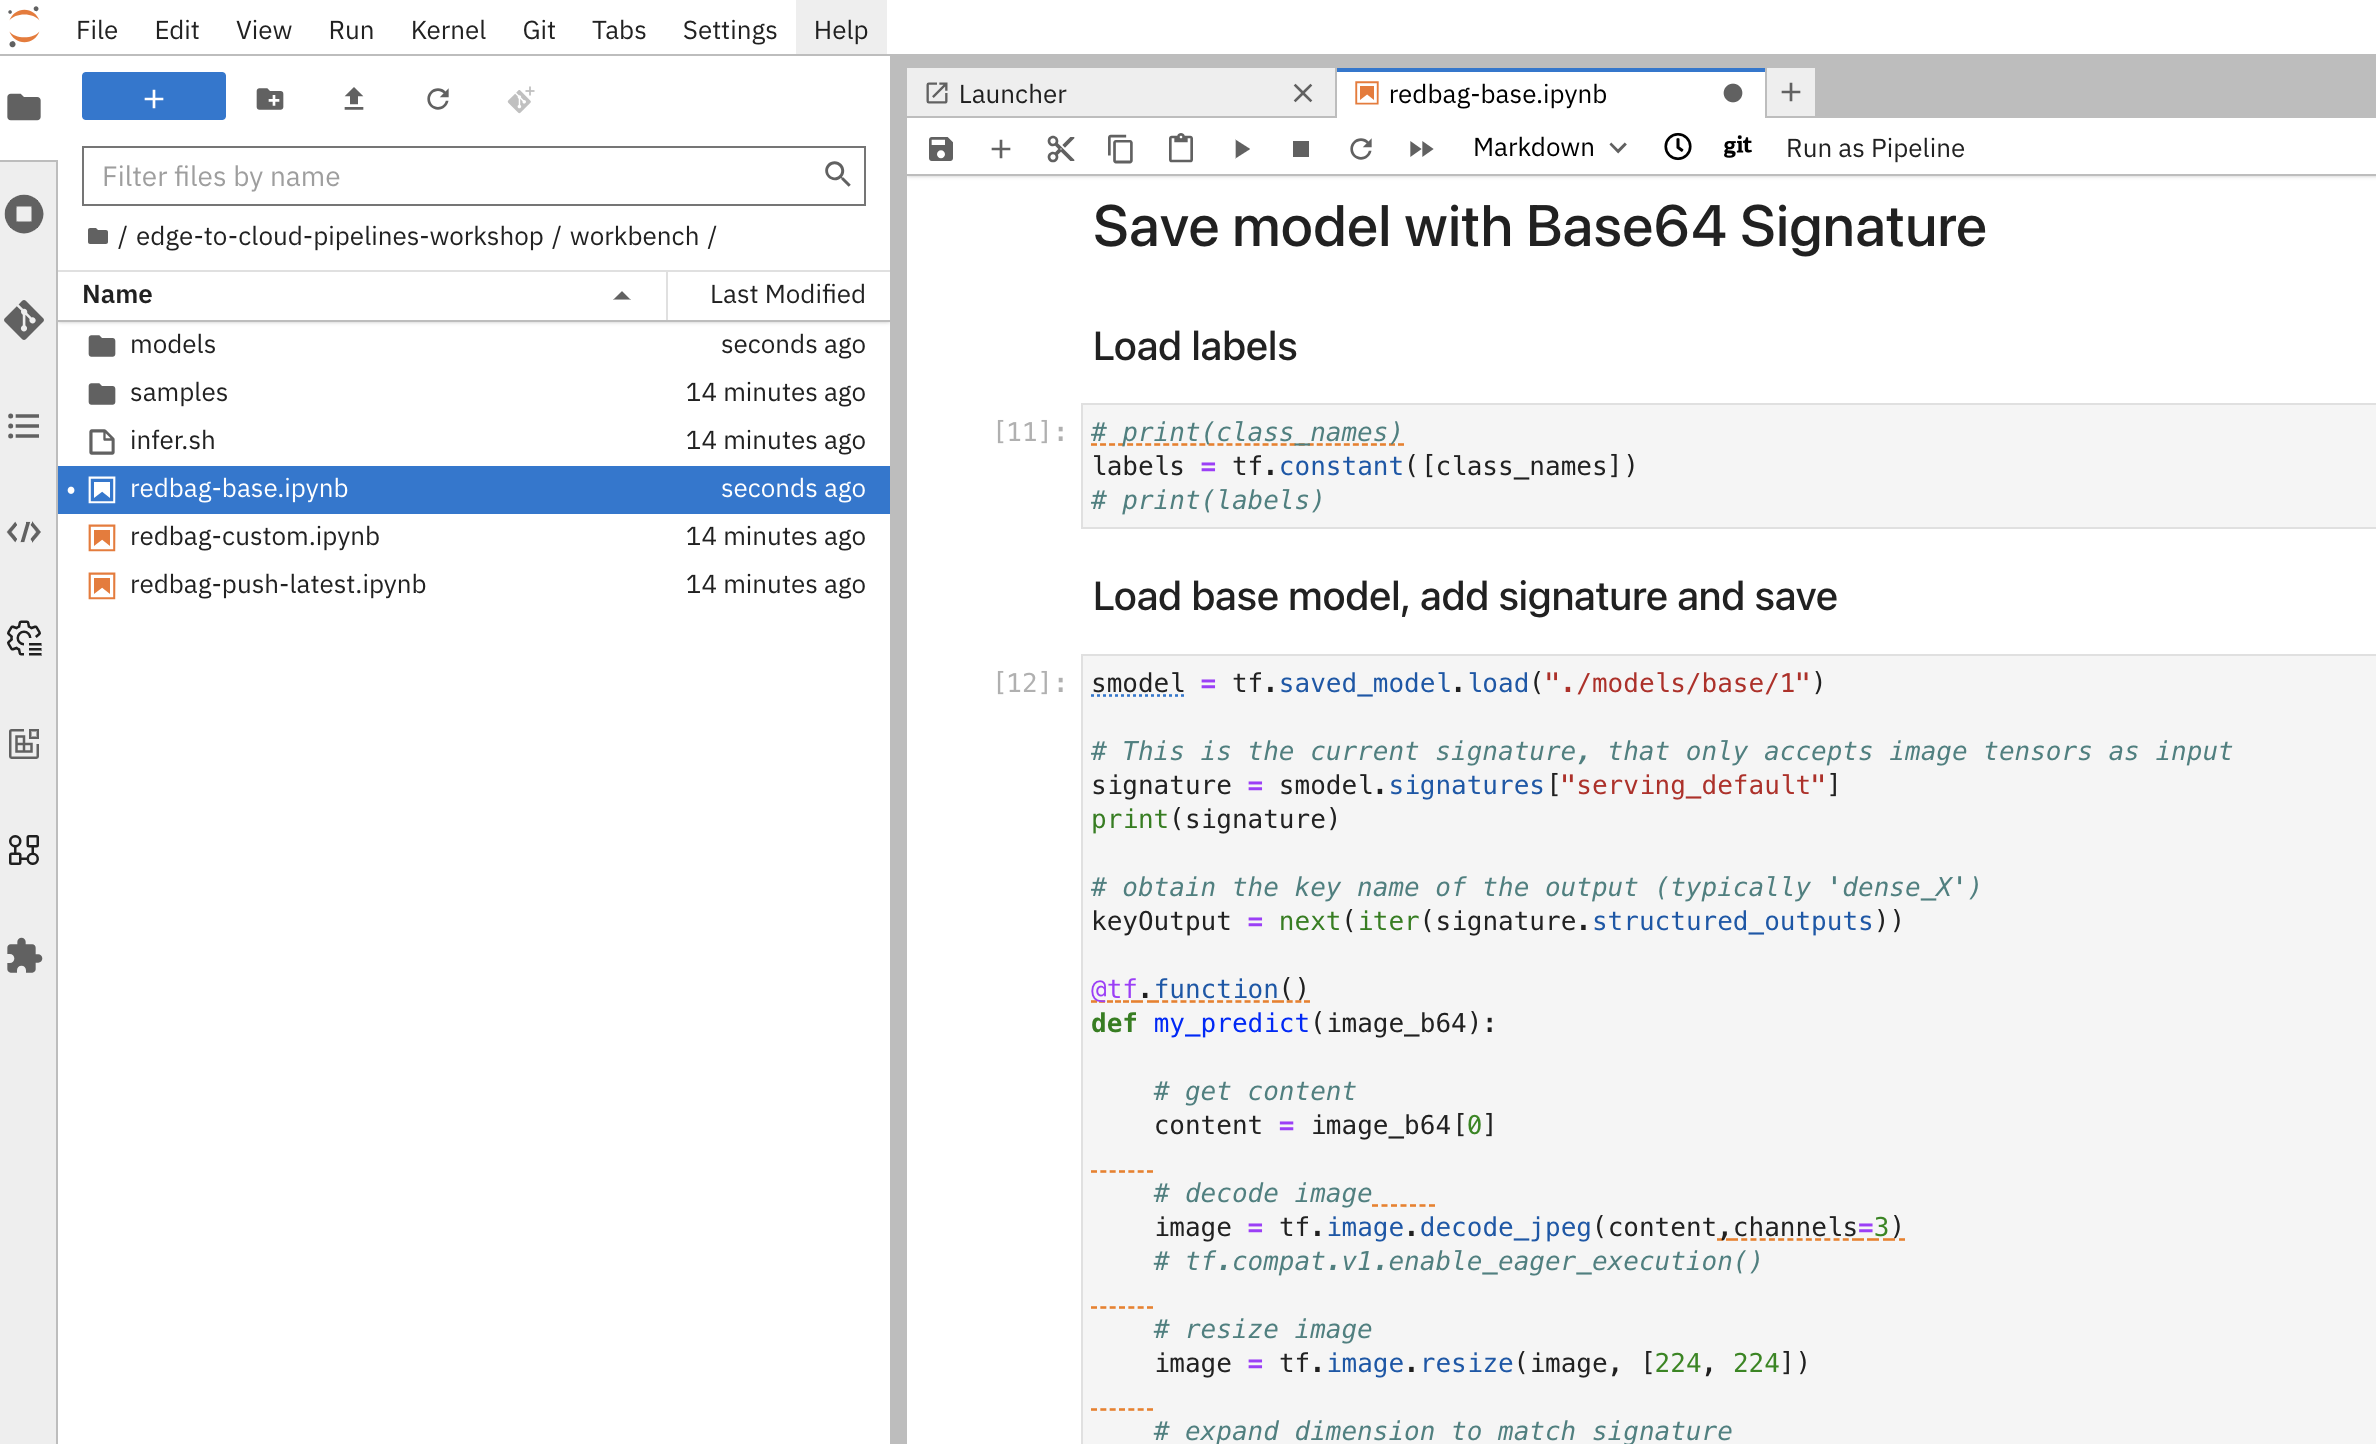 File Edit View Run Kernel Git Tabs Settings Help
Filter files by name
/ edge-to-cloud-pipelines-workshop / workbench /
Name Last Modified
models seconds ago
samples 14 minutes ago
infer.sh 14 minutes ago
redbag-base.ipynb seconds ago
redbag-custom.ipynb 14 minutes ago
redbag-push-latest.ipynb 14 minutes ago
Launcher redbag-base.ipynb
Markdown git Run as Pipeline
Save model with Base64 Signature
Load labels
[11]: # print(class_names)
labels = tf.constant([class_names])
# print(labels)
Load base model, add signature and save
[12]: smodel = tf.saved_model.load("./models/base/1")
# This is the current signature, that only accepts image tensors as input
signature = smodel.signatures["serving_default"]
print(signature)
# obtain the key name of the output (typically 'dense_X')
keyOutput = next(iter(signature.structured_outputs))
@tf.function()
def my_predict(image_b64):
    # get content
    content = image_b64[0]
    # decode image
    image = tf.image.decode_jpeg(content,channels=3)
    # tf.compat.v1.enable_eager_execution()
    # resize image
    image = tf.image.resize(image, [224, 224])
    # expand dimension to match signature